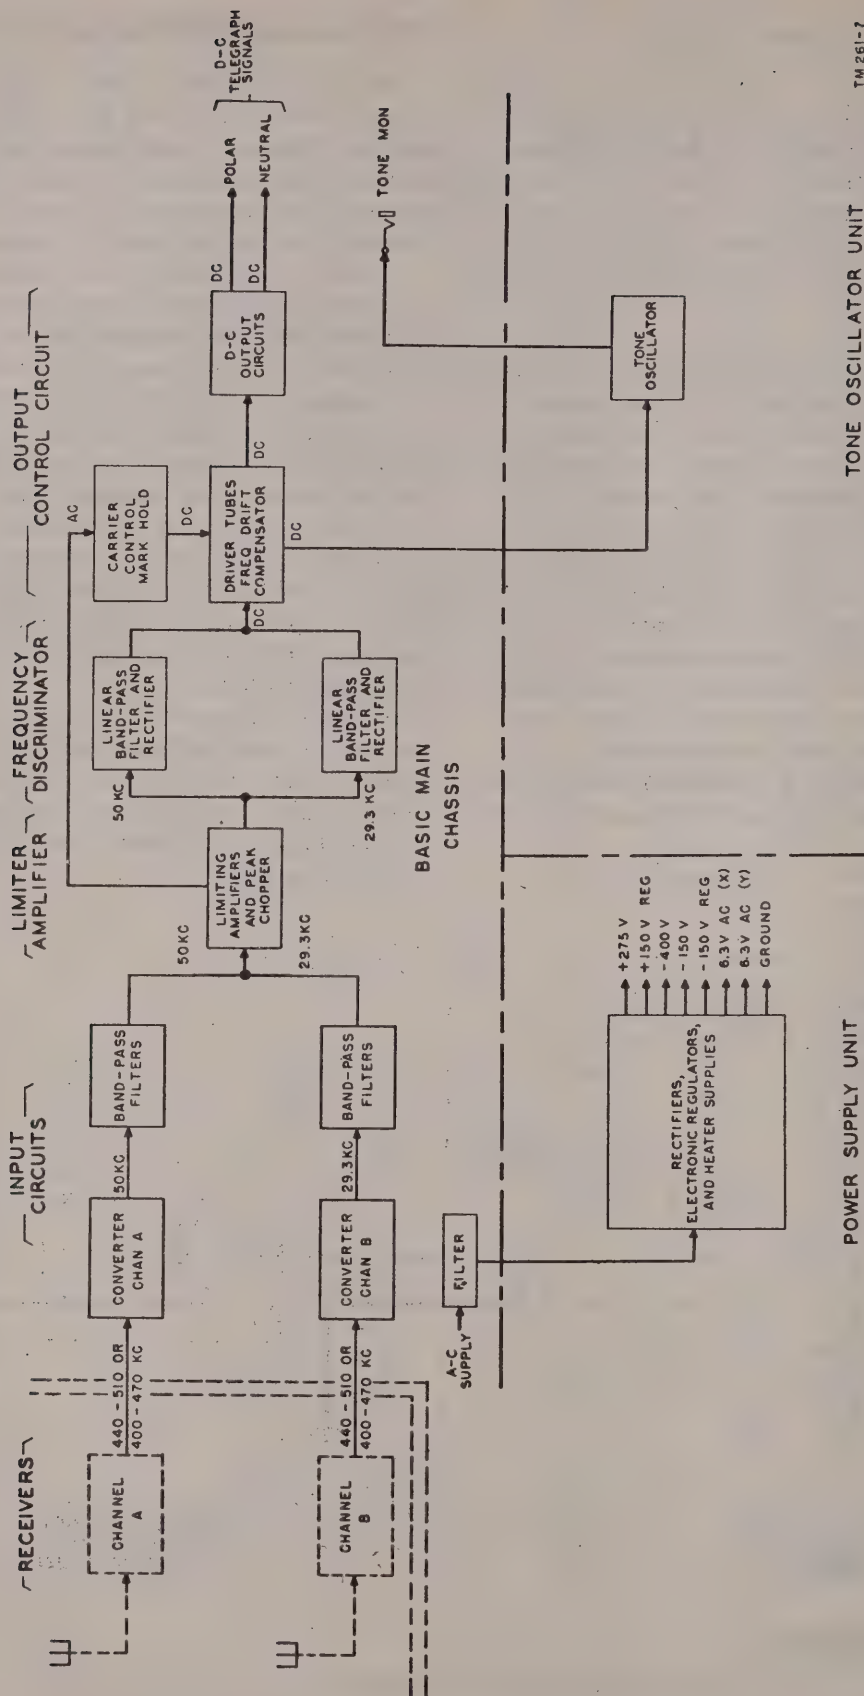 RECEIVERS
INPUT
CIRCUITS
LIMITER
AMPLIFIER
FREQUENCY
DISCRIMINATOR
OUTPUT
CONTROL CIRCUIT
CHANNEL
A
440-510 OR
400-470 KC
CONVERTER
CHAN A
50KC
BAND-PASS
FILTERS
50KC
CHANNEL
B
440-510 OR
400-470 KC
CONVERTER
CHAN B
29.3KC
BAND-PASS
FILTERS
29.3KC
LIMITING
AMPLIFIERS
AND PEAK
CHOPPER
50KC
LINEAR
BAND-PASS
FILTER AND
RECTIFIER
29.3 KC
LINEAR
BAND-PASS
FILTER AND
RECTIFIER
AC
CARRIER
CONTROL
MARK HOLD
DC
DC
DRIVER TUBES
FREQ DRIFT
COMPENSATOR
DC
DC
D-C
OUTPUT
CIRCUITS
DC
POLAR
DC
NEUTRAL
D-C
TELEGRAPH
SIGNALS
TONE MON
BASIC MAIN
CHASSIS
A-C
SUPPLY
FILTER
RECTIFIERS,
ELECTRONIC REGULATORS,
AND HEATER SUPPLIES
+275 V
+150 V REG
-400 V
-150 V
-150 V REG
6.3V AC (X)
6.3V AC (Y)
GROUND
TONE
OSCILLATOR
POWER SUPPLY UNIT
TONE OSCILLATOR UNIT
TM 261-7